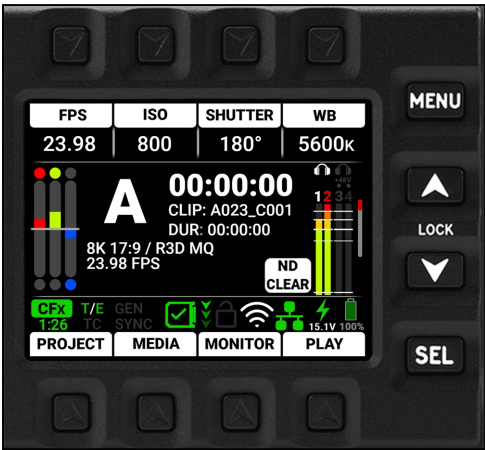 MENU
FPS ISO SHUTTER WB
23.98 800 180° 5600K
+48V
A 00:00:00 1 2 3 4
CLIP: A023_C001
DUR: 00:00:00
LOCK
8K 17:9 / R3D MQ
23.98 FPS
ND
CLEAR
CFx T/E GEN
1:26 TC SYNC 15.1V 100%
PROJECT MEDIA MONITOR PLAY
SEL